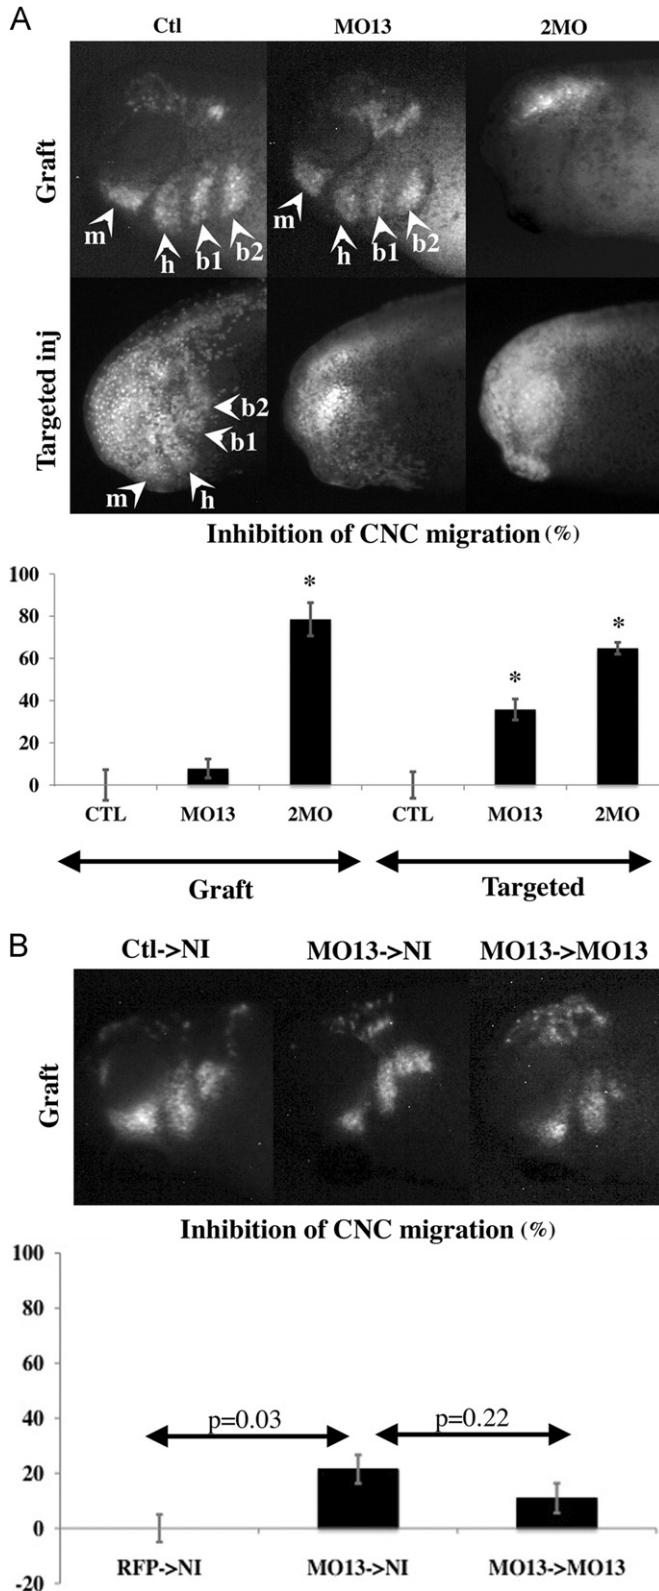 A
Ctl MO13 2MO
Graft
m h b1 b2
m h b1 b2
Targeted inj
b2
b1
m h
Inhibition of CNC migration (%)
100
80
*
*
60
40
*
20
0
CTL MO13 2MO CTL MO13 2MO
Graft Targeted
B
Ctl->NI MO13->NI MO13->MO13
Graft
Inhibition of CNC migration (%)
100
80
60
40
p=0.03 p=0.22
20
0
-20
RFP->NI MO13->NI MO13->MO13